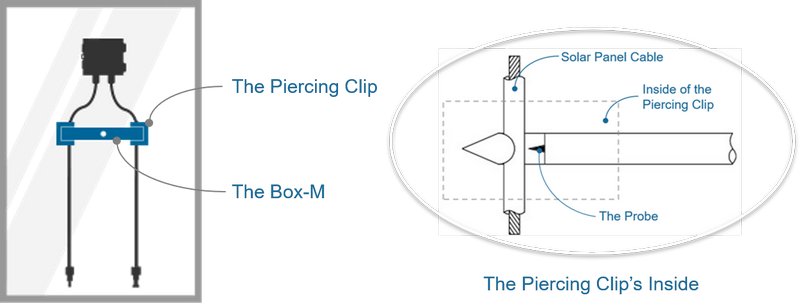 The Piercing Clip
The Box-M
Solar Panel Cable
Inside of the
Piercing Clip
The Probe
The Piercing Clip's Inside